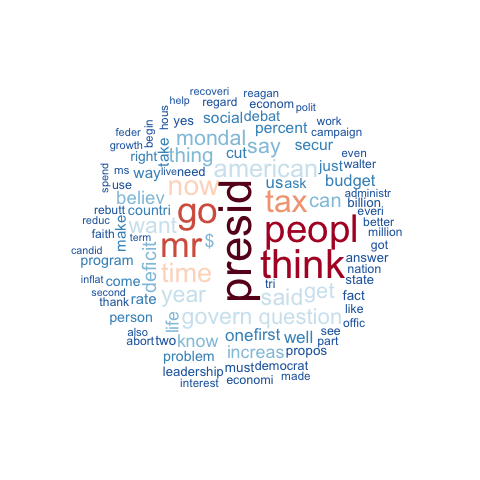 recoveri reagan
help regard econom polit
hous yes social debat work
feder begin take mondal say percent campaign
growth right thing cut secur even
ms way live need american just walter
spend use now us ask budget administr
believ presid tax can billion
rebutt countri go everi
reduc make want $ peopl better
faith mr million
candid term deficit think got
program answer
inflat come time tri nation
second rate year said get state
thank life fact
person govern question like
offic
also know one first well see
abort two increas part
problem propos
leadership must democrat
interest economi made